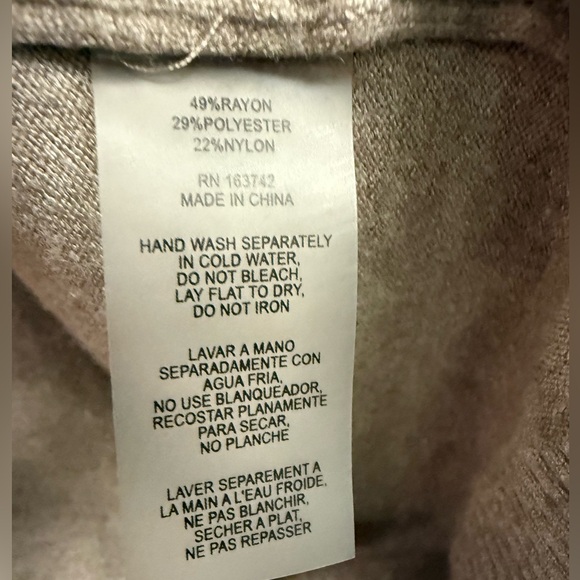 49%RAYON
29%POLYESTER
22%NYLON
RN 163742
MADE IN CHINA
HAND WASH SEPARATELY
IN COLD WATER,
DO NOT BLEACH,
LAY FLAT TO DRY,
DO NOT IRON
LAVAR A MANO
SEPARADAMENTE CON
AGUA FRIA,
NO USE BLANQUEADOR,
RECOSTAR PLANAMENTE
PARA SECAR,
NO PLANCHE
LAVER SEPAREMENT A
LA MAIN A L'EAU FROIDE,
NE PAS BLANCHIR,
SECHER A PLAT,
NE PAS REPASSER